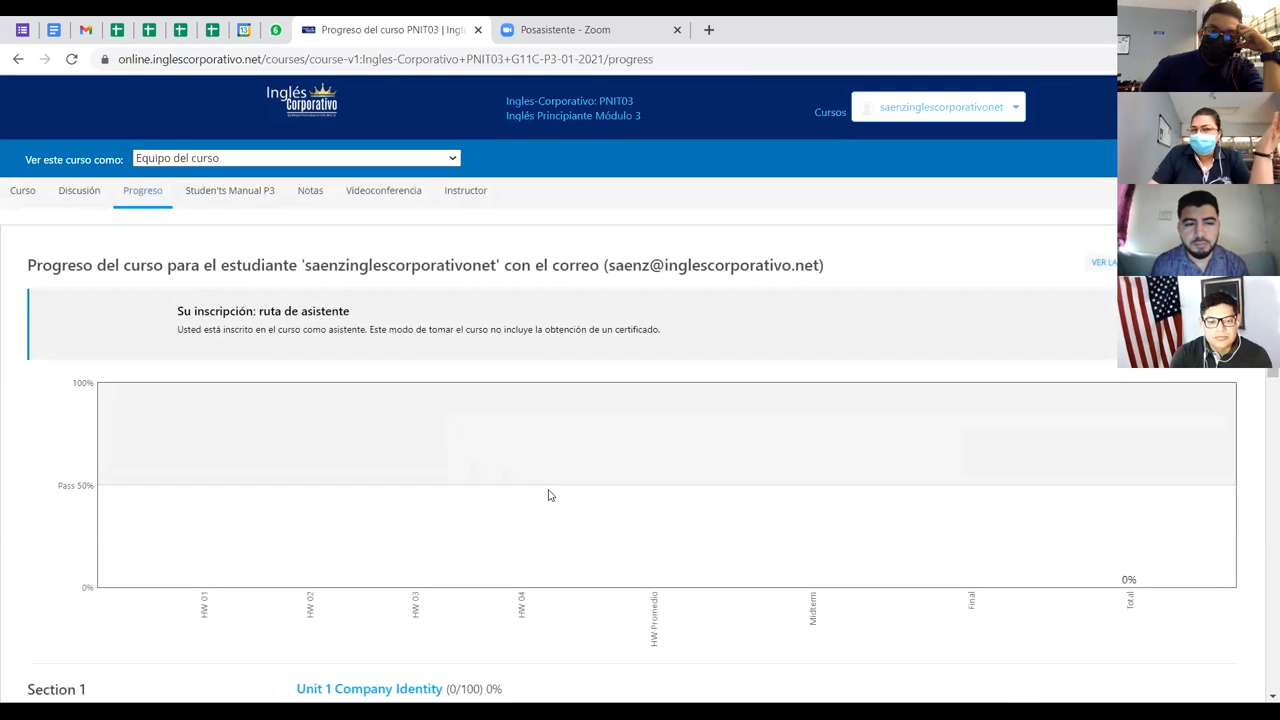 6
Progreso del curso PNIT03 | Ingl
Posasistente - Zoom
online.inglescorporativo.net/courses/course-v1:Ingles-Corporativo+PNIT03+G11C+P3-01-2021/progress
Inglés
Corporativo
Ingles-Corporativo: PNIT03
Inglés Principiante Módulo 3
Cursos
saenzinglescorporativonet
Ver este curso como:
Equipo del curso
Curso
Discusión
Progreso
Studen'ts Manual P3
Notas
Videoconferencia
Instructor
Progreso del curso para el estudiante 'saenzinglescorporativonet' con el correo (saenz@inglescorporativo.net)
VER LA
Su inscripción: ruta de asistente
Usted está inscrito en el curso como asistente. Este modo de tomar el curso no incluye la obtención de un certificado.
100%
Pass 50%
0%
0%
HW 01
HW 02
HW 03
HW 04
HW Promedio
Midterm
Final
Total
Section 1
Unit 1 Company Identity (0/100) 0%